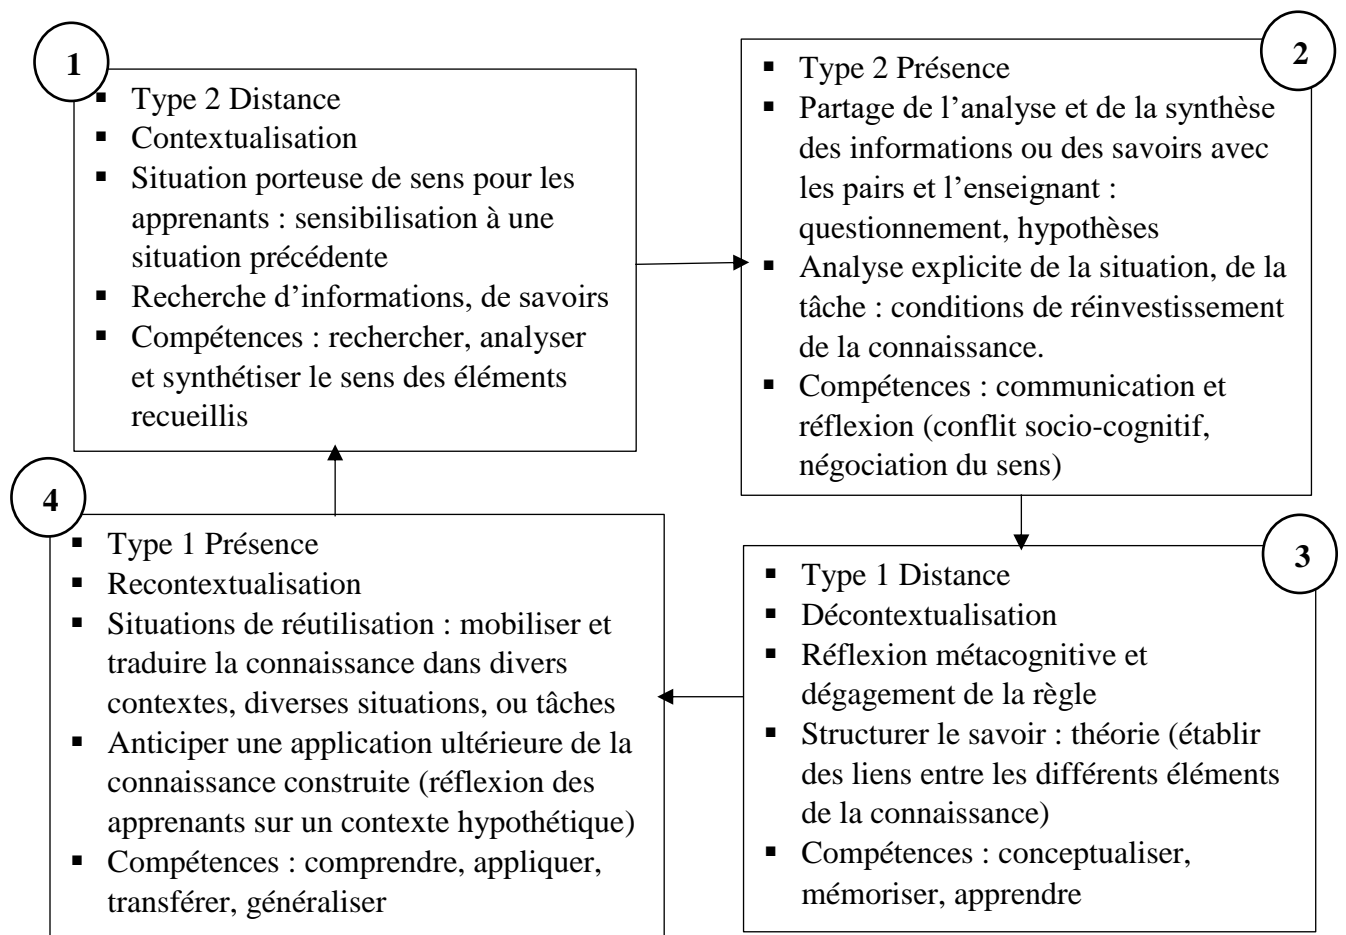 1
▪ Type 2 Distance
▪ Contextualisation
▪ Situation porteuse de sens pour les
apprenants : sensibilisation à une
situation précédente
▪ Recherche d’informations, de savoirs
▪ Compétences : rechercher, analyser
et synthétiser le sens des éléments
recueillis
2
▪ Type 2 Présence
▪ Partage de l’analyse et de la synthèse
des informations ou des savoirs avec
les pairs et l’enseignant :
questionnement, hypothèses
▪ Analyse explicite de la situation, de la
tâche : conditions de réinvestissement
de la connaissance.
▪ Compétences : communication et
réflexion (conflit socio-cognitif,
négociation du sens)
3
▪ Type 1 Distance
▪ Décontextualisation
▪ Réflexion métacognitive et
dégagement de la règle
▪ Structurer le savoir : théorie (établir
des liens entre les différents éléments
de la connaissance)
▪ Compétences : conceptualiser,
mémoriser, apprendre
4
▪ Type 1 Présence
▪ Recontextualisation
▪ Situations de réutilisation : mobiliser et
traduire la connaissance dans divers
contextes, diverses situations, ou tâches
▪ Anticiper une application ultérieure de la
connaissance construite (réflexion des
apprenants sur un contexte hypothétique)
▪ Compétences : comprendre, appliquer,
transférer, généraliser